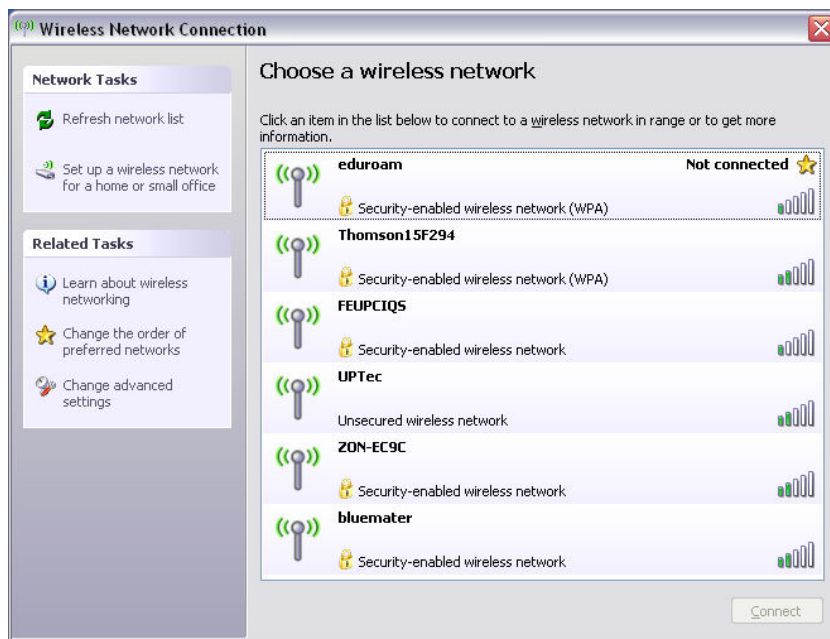 Wireless Network Connection
Network Tasks
Refresh network list
Set up a wireless network
for a home or small office
Related Tasks
Learn about wireless
networking
Change the order of
preferred networks
Change advanced
settings
Choose a wireless network
Click an item in the list below to connect to a wireless network in range or to get more
information.
eduroam Not connected
Security-enabled wireless network (WPA)
Thomson15F294
Security-enabled wireless network (WPA)
FEUPCIQS
Security-enabled wireless network
UPTec
Unsecured wireless network
ZON-EC9C
Security-enabled wireless network
bluemater
Security-enabled wireless network
Connect